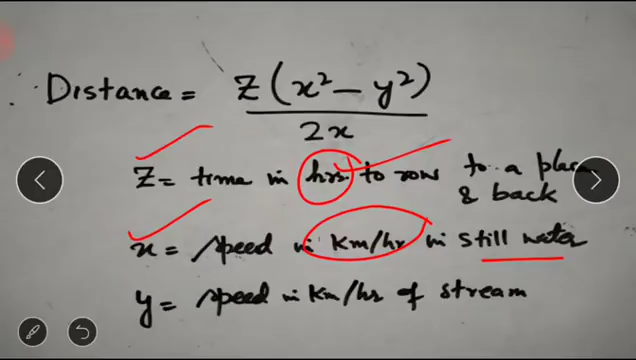 Distance = z(x² - y²) / 2x
z = time in hrs. to row to a place
& back
x = speed in km/hr in still water
y = speed in km/hr of stream